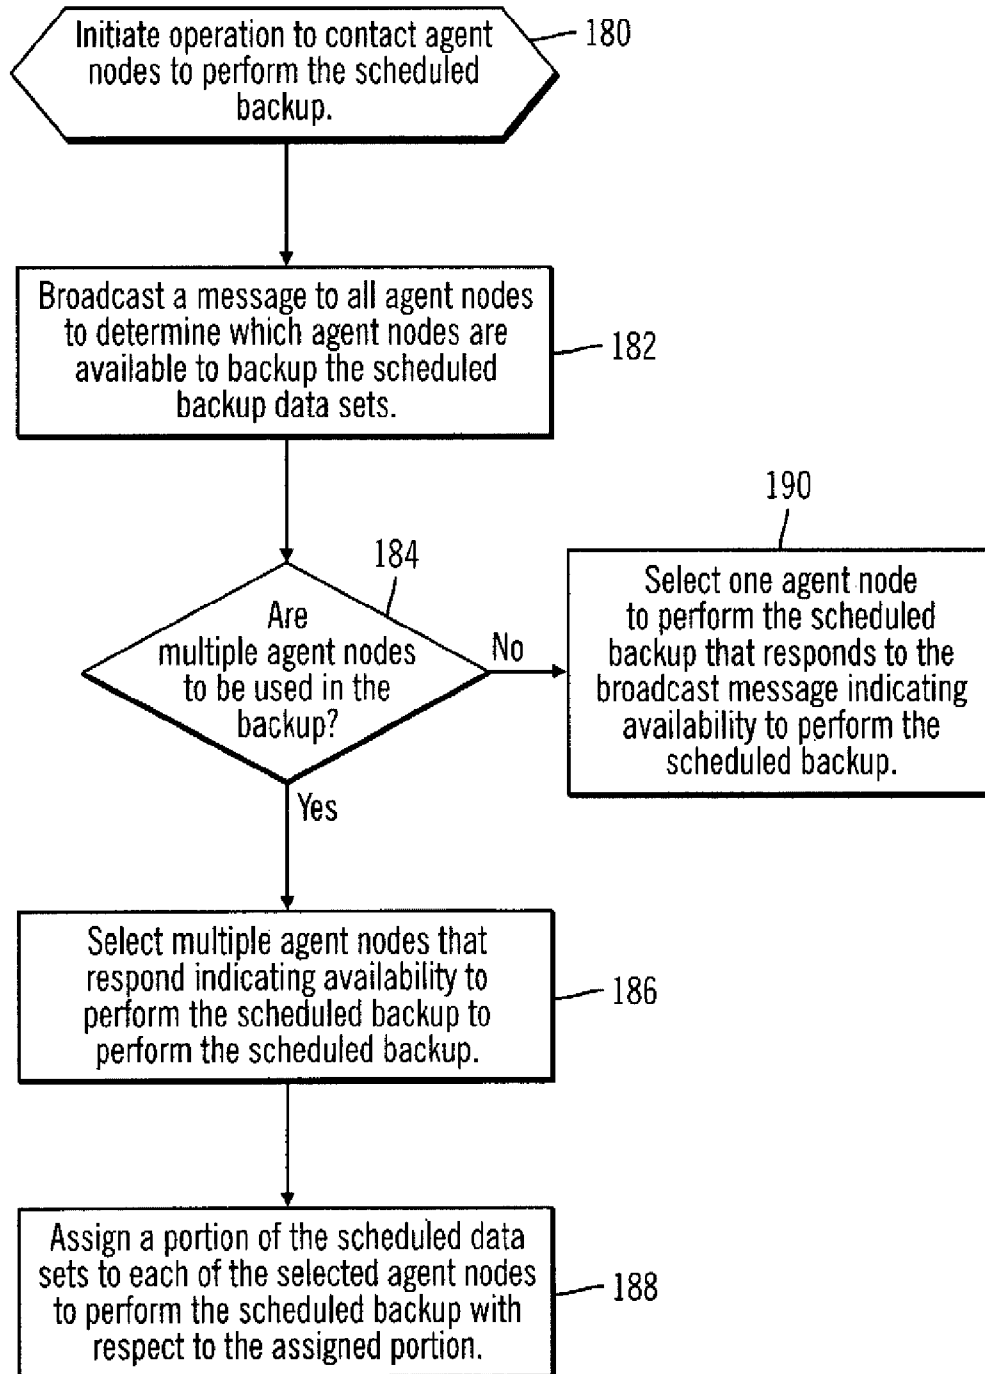 Initiate operation to contact agent
nodes to perform the scheduled
backup.
180
Broadcast a message to all agent nodes
to determine which agent nodes are
available to backup the scheduled
backup data sets.
182
184
Are
multiple agent nodes
to be used in the
backup?
No
Yes
190
Select one agent node
to perform the scheduled
backup that responds to the
broadcast message indicating
availability to perform the
scheduled backup.
Select multiple agent nodes that
respond indicating availability to
perform the scheduled backup to
perform the scheduled backup.
186
Assign a portion of the scheduled data
sets to each of the selected agent nodes
to perform the scheduled backup with
respect to the assigned portion.
188